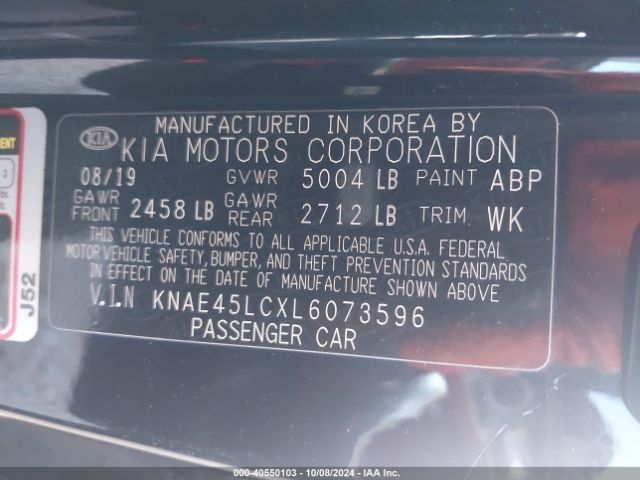 MANUFACTURED IN KOREA BY
KIA KIA MOTORS CORPORATION
08/19 GVWR 5004 LB PAINT ABP
GAWR FRONT 2458 LB GAWR REAR 2712 LB TRIM WK
THIS VEHICLE CONFORMS TO ALL APPLICABLE U.S.A. FEDERAL
MOTOR VEHICLE SAFETY, BUMPER, AND THEFT PREVENTION STANDARDS
IN EFFECT ON THE DATE OF MANUFACTURE SHOWN ABOVE
V.I.N KNAE45LCXL6073596
PASSENGER CAR
J52
000-40550103 - 10/08/2024 - IAA Inc.